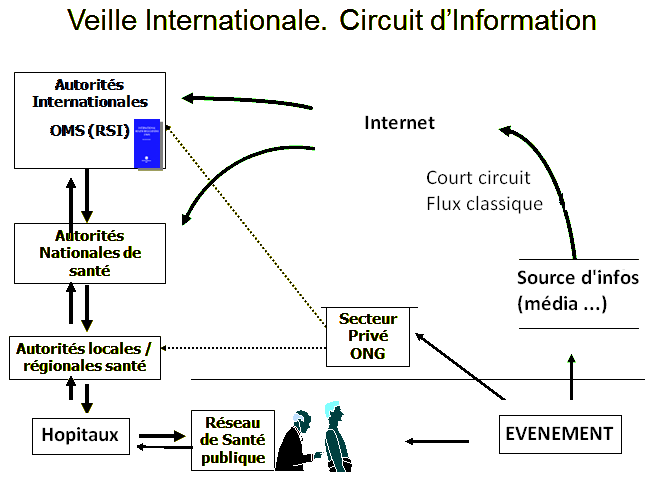 Veille Internationale. Circuit d'Information
Autorités
Internationales
OMS (RSI)
Internet
Court circuit
Flux classique
Autorités
Nationales de
santé
Source d'infos
(média ...)
Secteur
Privé
ONG
Autorités locales /
régionales santé
Hopitaux
Réseau
de Santé
publique
EVENEMENT